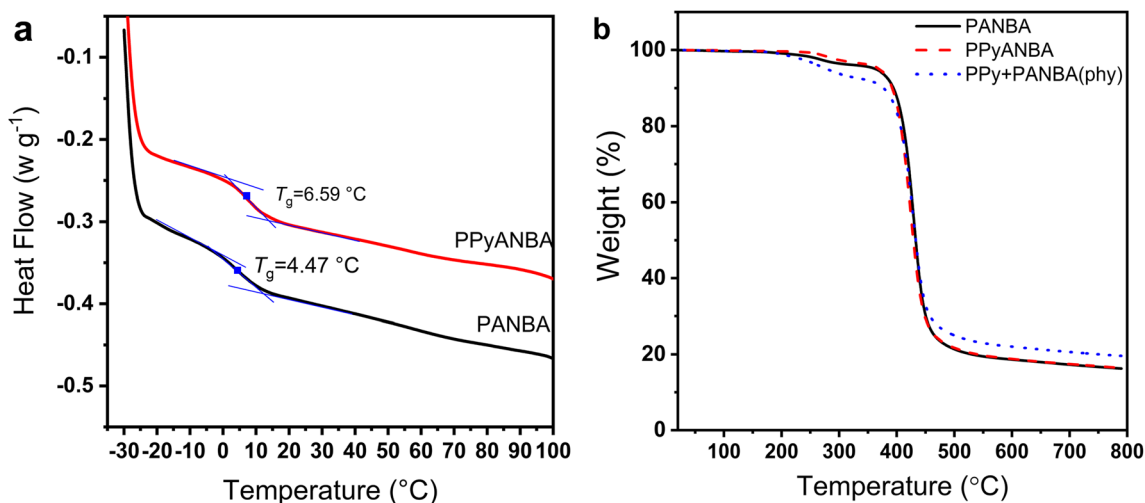 a
Heat Flow (w g⁻¹)
-0.1
-0.2
-0.3
-0.4
-0.5
Tg=6.59 °C
PPyANBA
Tg=4.47 °C
PANBA
-30 -20 -10 0 10 20 30 40 50 60 70 80 90 100
Temperature (°C)
b
Weight (%)
100
80
60
40
20
0
PANBA
PPyANBA
PPy+PANBA(phy)
100 200 300 400 500 600 700 800
Temperature (°C)